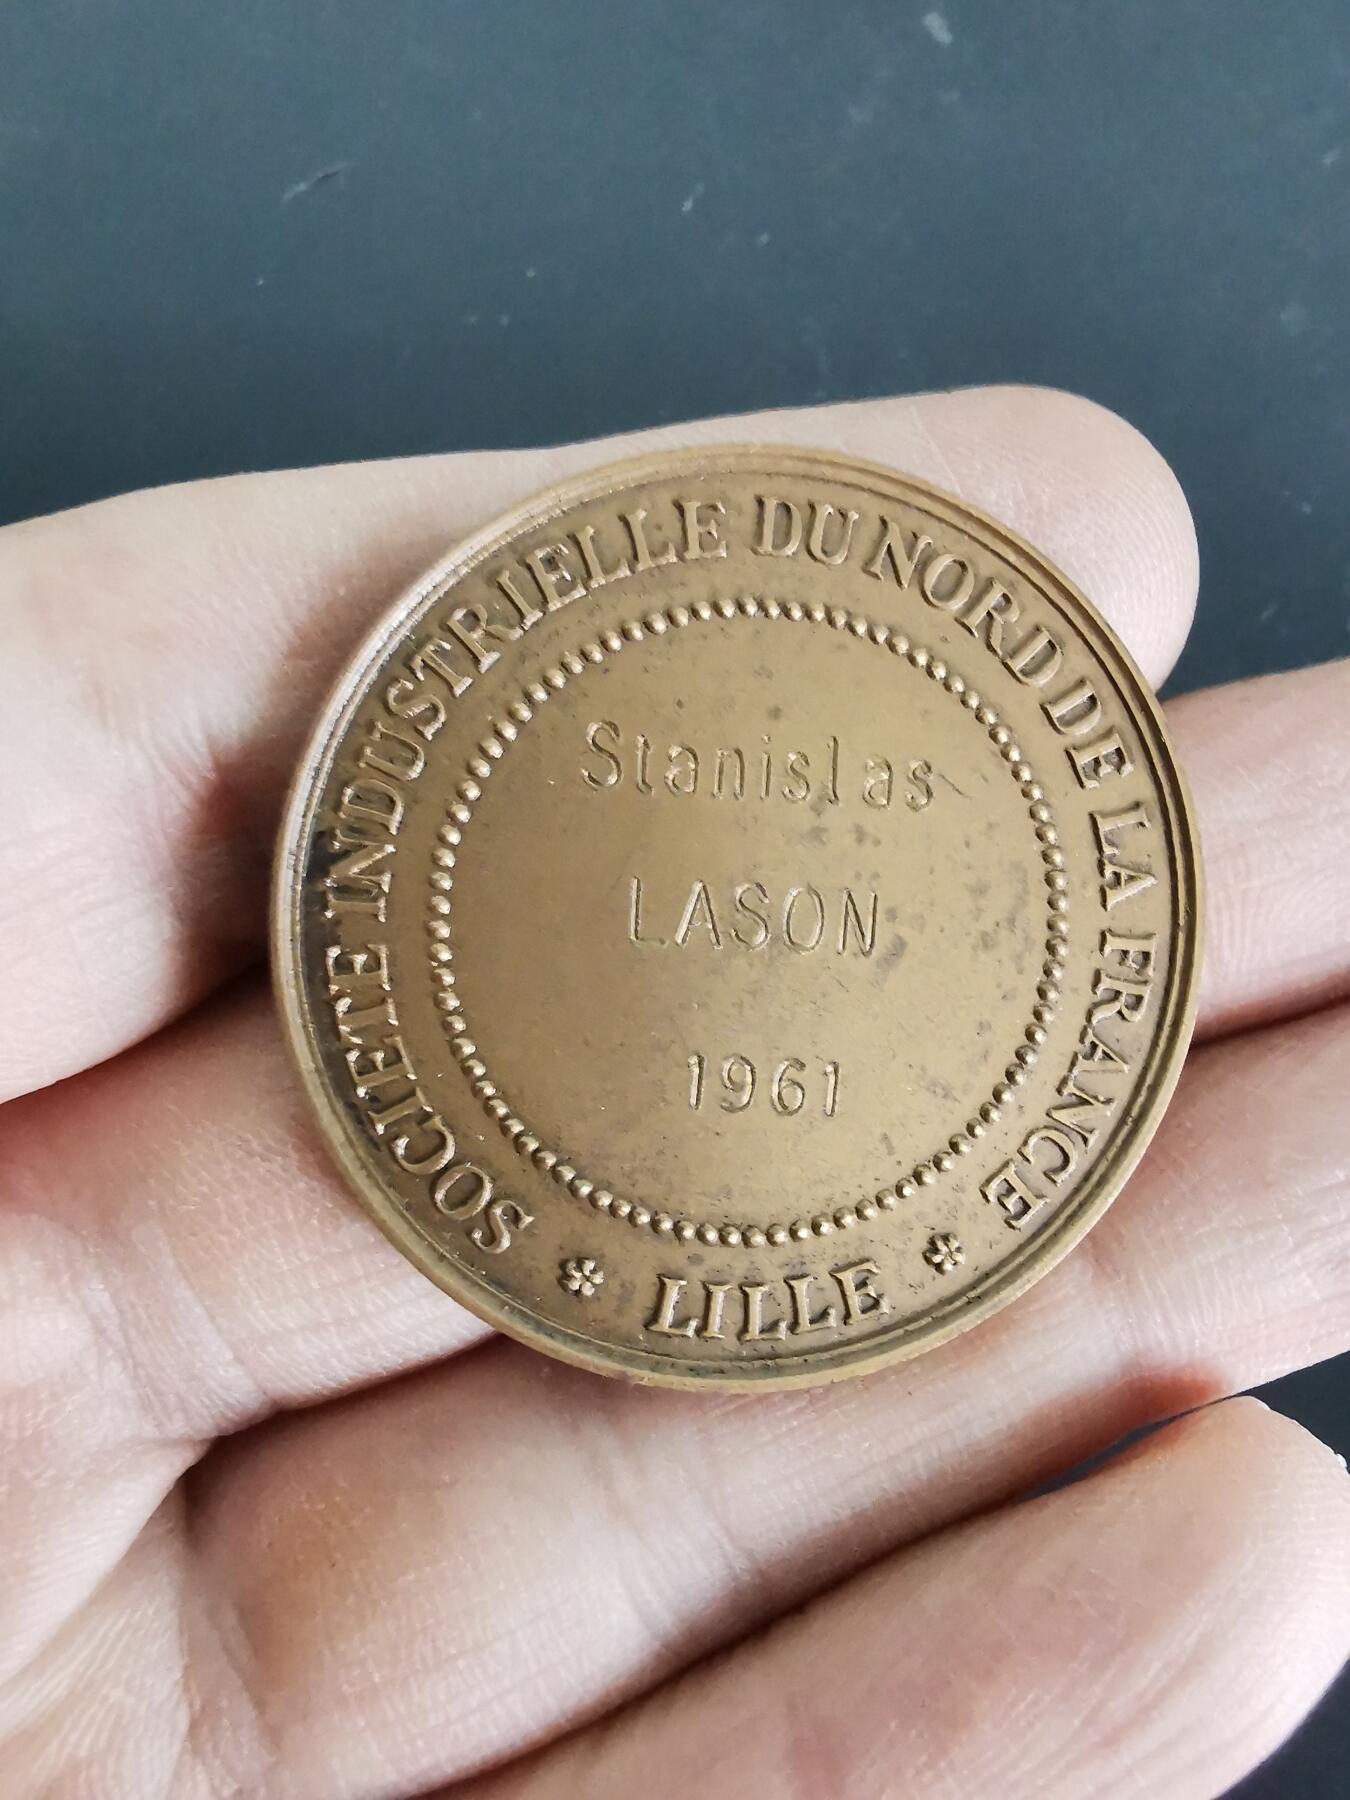 SOCIETE INDUSTRIELLE DU NORD DE LA FRANCE
Stanislas
LASON
1961
* LILLE *